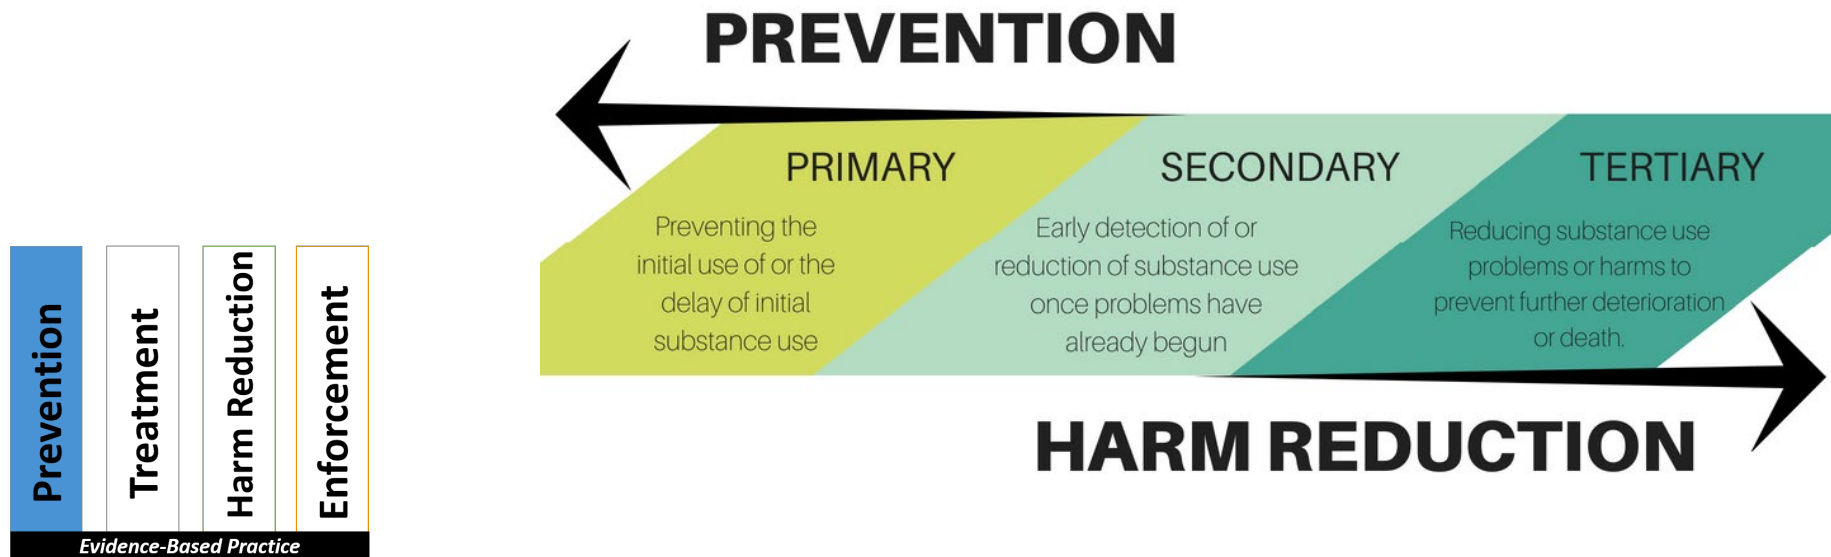 Prevention
Treatment
Harm Reduction
Enforcement
Evidence-Based Practice
PREVENTION
PRIMARY
Preventing the
initial use of or the
delay of initial
substance use
SECONDARY
Early detection of or
reduction of substance use
once problems have
already begun
TERTIARY
Reducing substance use
problems or harms to
prevent further deterioration
or death.
HARM REDUCTION